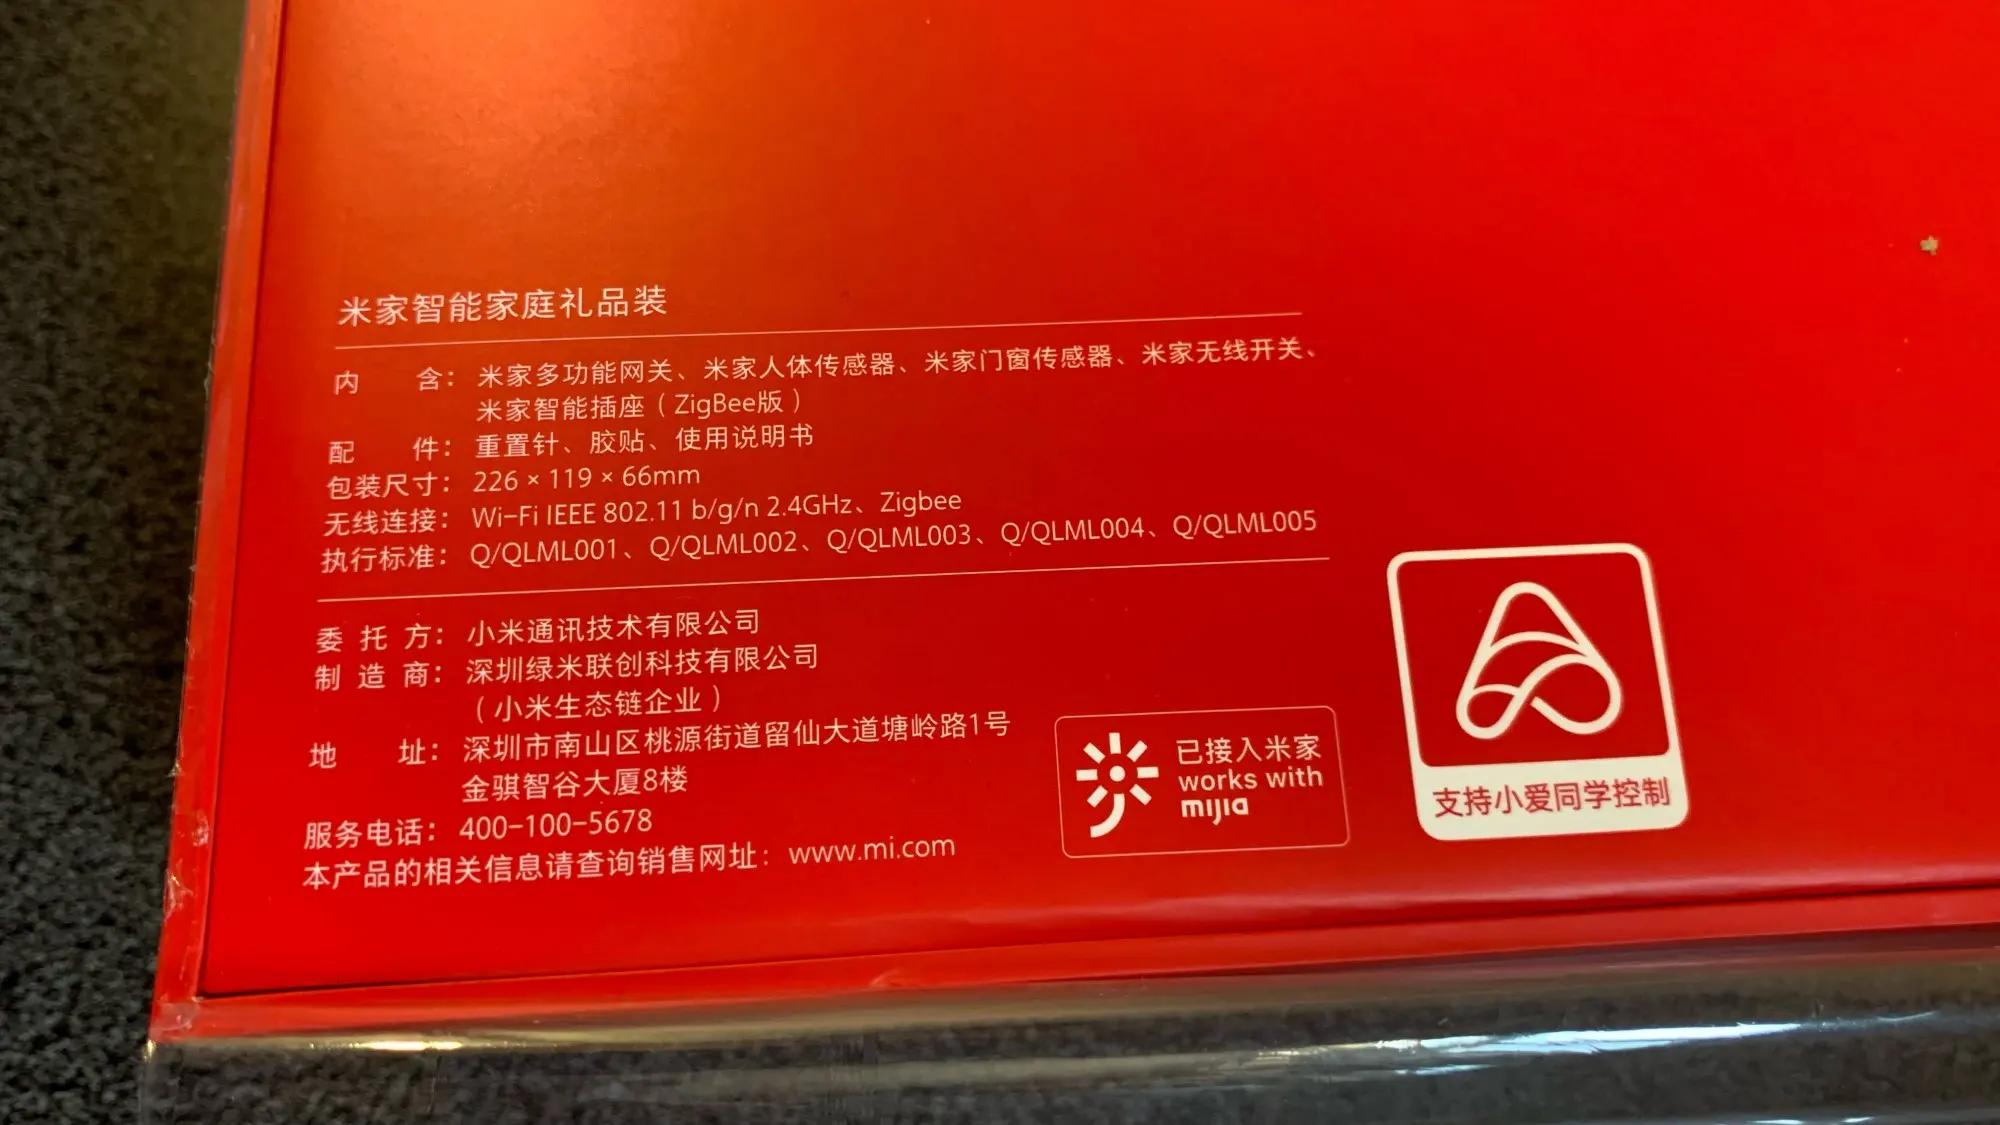 米家智能家庭礼品装
内 含： 米家多功能网关、米家人体传感器、米家门窗传感器、米家无线开关、
米家智能插座（ZigBee版）
配 件： 重置针、胶贴、使用说明书
包装尺寸： 226 × 119 × 66mm
无线连接： Wi-Fi IEEE 802.11 b/g/n 2.4GHz、Zigbee
执行标准： Q/QLML001、Q/QLML002、Q/QLML003、Q/QLML004、Q/QLML005
委 托 方： 小米通讯技术有限公司
制 造 商： 深圳绿米联创科技有限公司
（小米生态链企业）
地 址： 深圳市南山区桃源街道留仙大道塘岭路1号
金骐智谷大厦8楼
服务电话： 400-100-5678
本产品的相关信息请查询销售网址：www.mi.com
已接入米家
works with
mijia
支持小爱同学控制